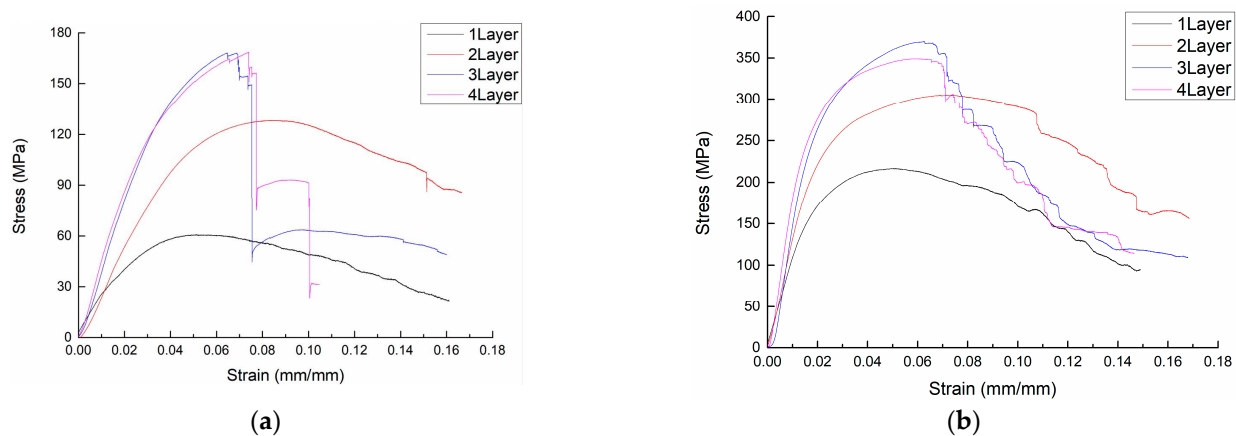 1Layer
2Layer
3Layer
4Layer
180
150
120
90
60
30
0
Stress (MPa)
0.00 0.02 0.04 0.06 0.08 0.10 0.12 0.14 0.16 0.18
Strain (mm/mm)
(a)
1Layer
2Layer
3Layer
4Layer
400
350
300
250
200
150
100
50
0
Stress (MPa)
0.00 0.02 0.04 0.06 0.08 0.10 0.12 0.14 0.16 0.18
Strain (mm/mm)
(b)